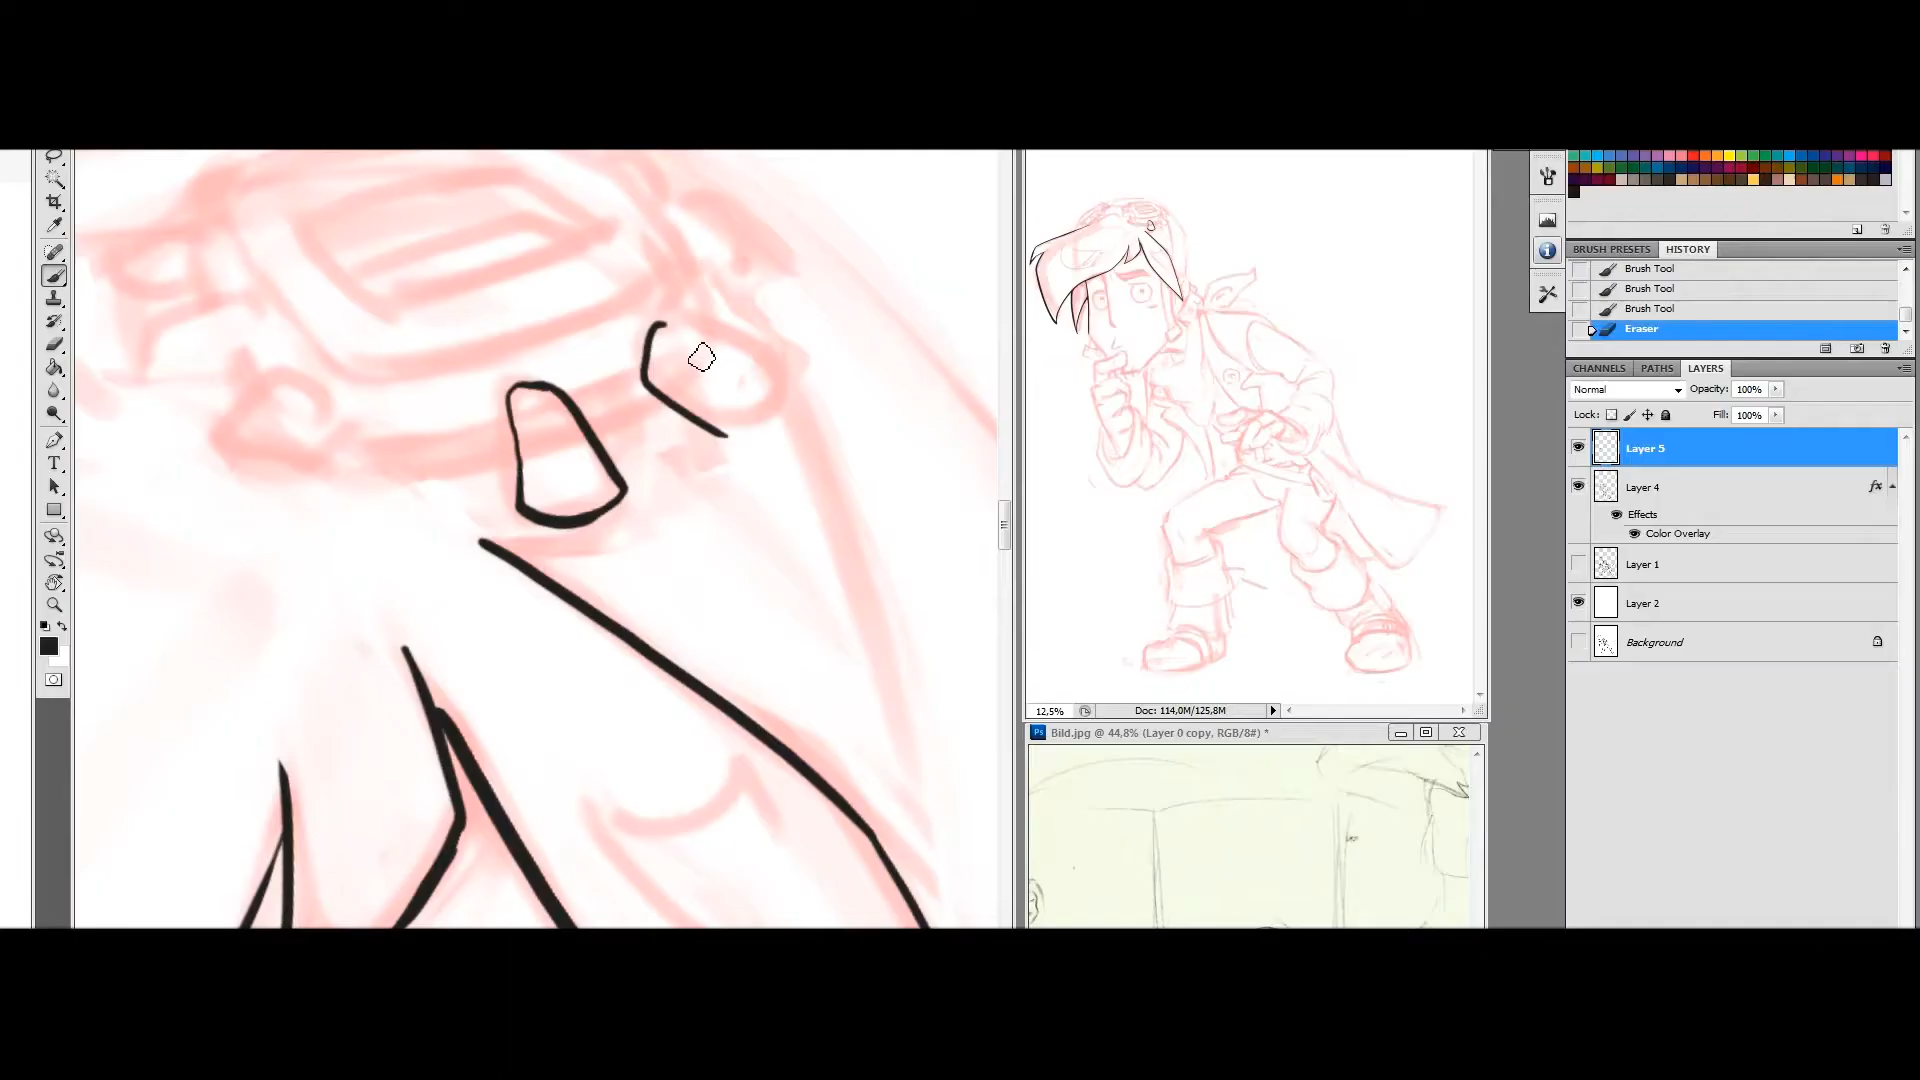 BRUSH PRESETS HISTORY
Brush Tool
Brush Tool
Brush Tool
Eraser
CHANNELS PATHS LAYERS
Normal Opacity: 100%
Lock: Fill: 100%
Layer 5
Layer 4 fx
Effects
Color Overlay
Layer 1
Layer 2
Background
T
12,5% Doc: 114,0M/125,8M
Ps Bild.jpg @ 44,8% (Layer 0 copy, RGB/8#) *